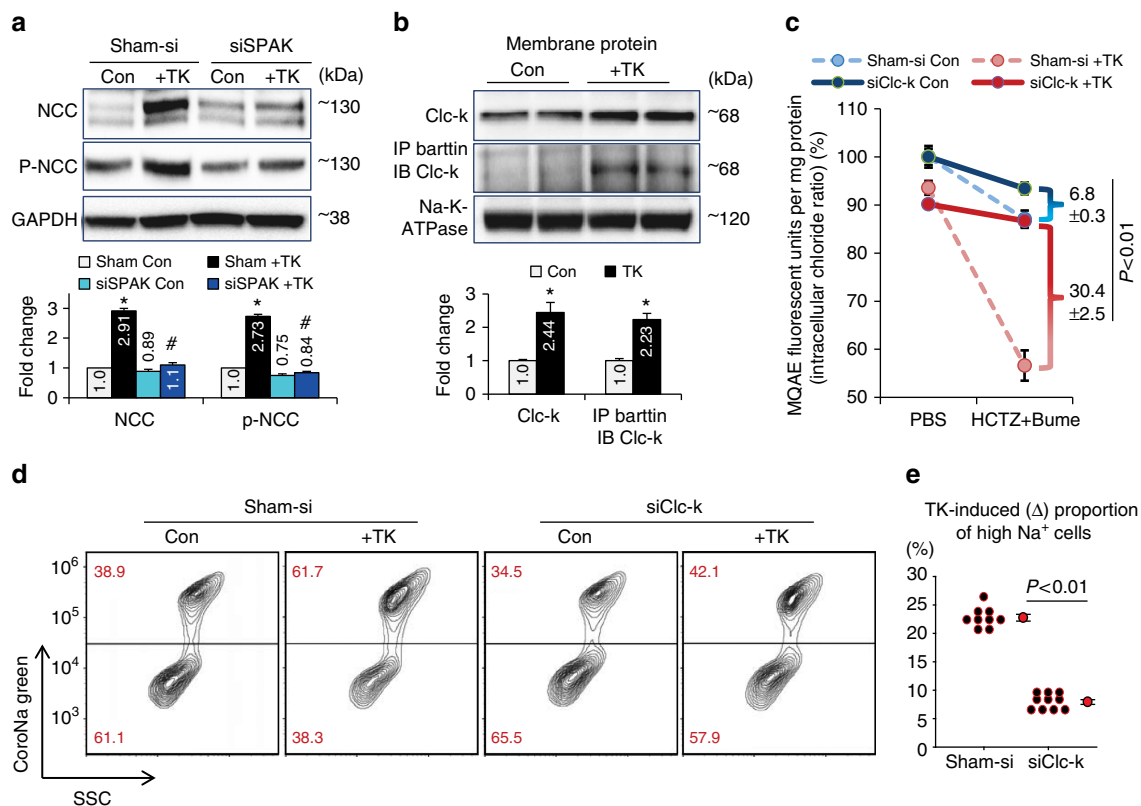 a
Sham-si siSPAK
Con +TK Con +TK (kDa)
NCC ~130
P-NCC ~130
GAPDH ~38
Sham Con Sham +TK
siSPAK Con siSPAK +TK
Fold change
3
2
1
0
1.0 2.91 * 0.89 1.1 #
1.0 2.73 * 0.75 0.84 #
NCC p-NCC
b
Membrane protein
Con +TK (kDa)
Clc-k ~68
IP barttin
IB Clc-k ~68
Na-K-
ATPase ~120
Con TK
Fold change
3
2
1
0
1.0 2.44 *
1.0 2.23 *
Clc-k IP barttin
IB Clc-k
c
Sham-si Con Sham-si +TK
siClc-k Con siClc-k +TK
MQAE fluorescent units per mg protein
(intracellular chloride ratio) (%)
110
100
90
80
70
60
50
PBS HCTZ+Bume
6.8
±0.3
30.4
±2.5
P<0.01
d
Sham-si siClc-k
Con +TK Con +TK
CoroNa green
10⁶
10⁵
10⁴
10³
38.9 61.7 34.5 42.1
61.1 38.3 65.5 57.9
SSC
e
TK-induced (Δ) proportion
of high Na⁺ cells
(%)
30
25
20
15
10
5
0
P<0.01
Sham-si siClc-k